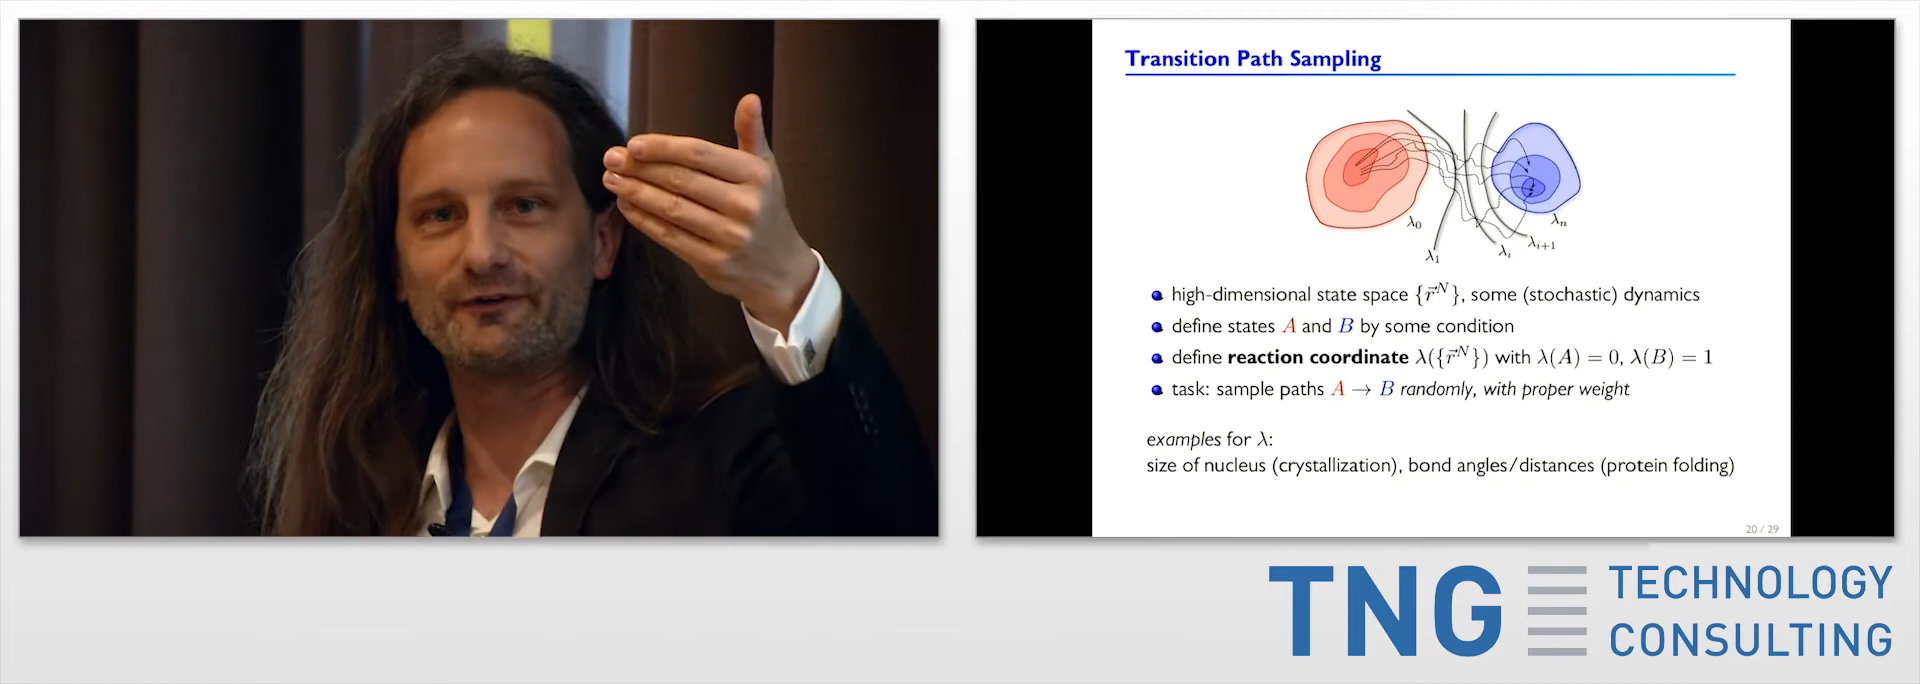 Transition Path Sampling
λ₀
λ₁
λᵢ
λᵢ₊₁
λₙ
high-dimensional state space {r⃗ᴺ}, some (stochastic) dynamics
define states A and B by some condition
define reaction coordinate λ({r⃗ᴺ}) with λ(A) = 0, λ(B) = 1
task: sample paths A → B randomly, with proper weight
examples for λ:
size of nucleus (crystallization), bond angles/distances (protein folding)
20 / 29
TNG TECHNOLOGY
CONSULTING